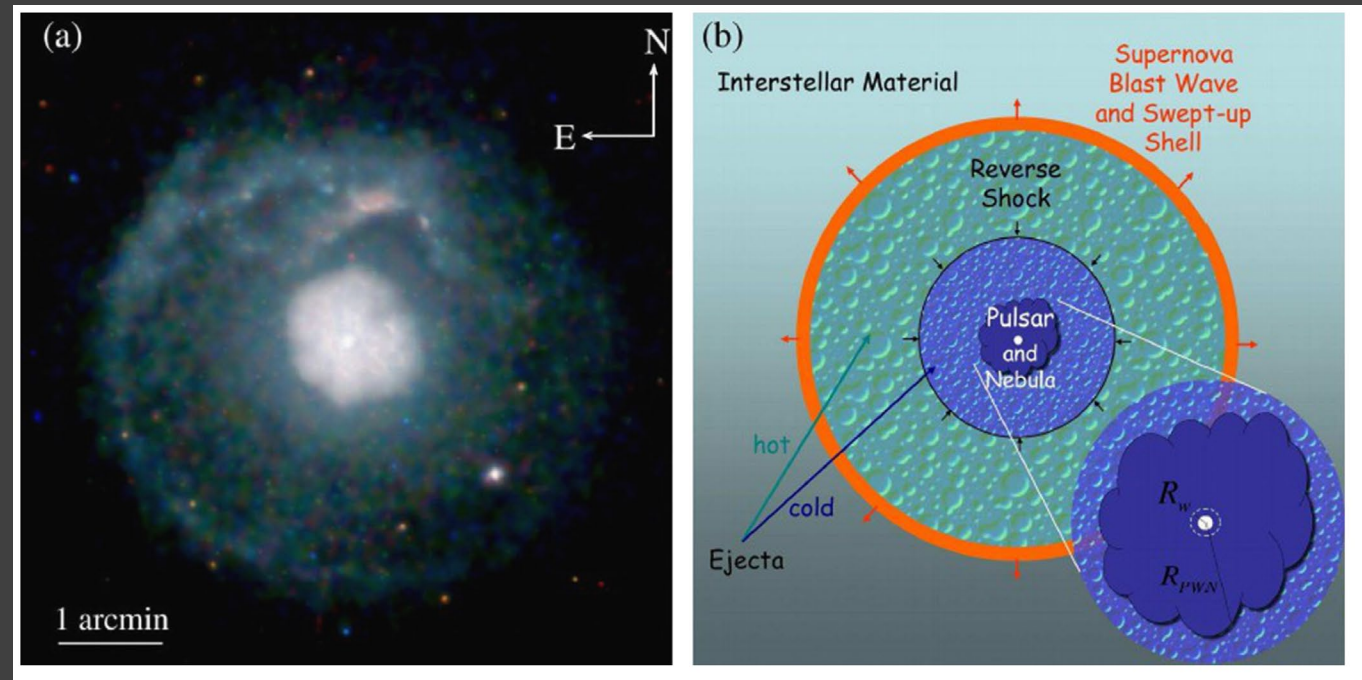 (a)
N
E
1 arcmin
(b)
Interstellar Material
Supernova
Blast Wave
and Swept-up
Shell
Reverse
Shock
Pulsar
and
Nebula
hot
cold
Ejecta
R_w
R_PWN